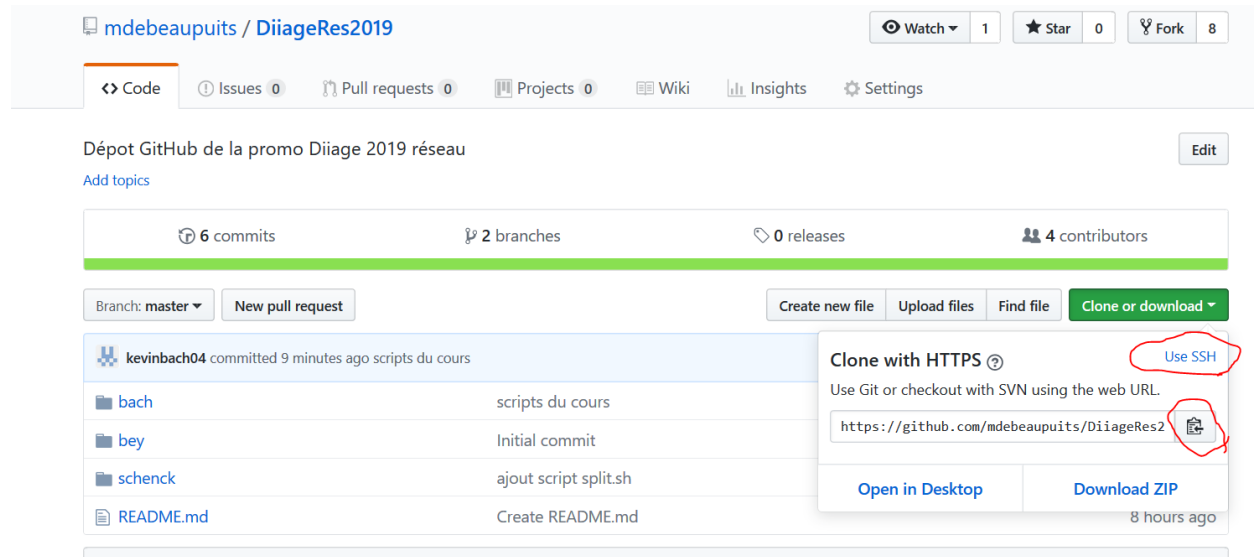 mdebeaupuits / DiiageRes2019 Watch 1 Star 0 Fork 8
Code Issues 0 Pull requests 0 Projects 0 Wiki Insights Settings
Dépot GitHub de la promo Diiage 2019 réseau Edit
Add topics
6 commits 2 branches 0 releases 4 contributors
Branch: master New pull request Create new file Upload files Find file Clone or download
kevinbach04 committed 9 minutes ago scripts du cours
Clone with HTTPS ? Use SSH
Use Git or checkout with SVN using the web URL.
https://github.com/mdebeaupuits/DiiageRes2
Open in Desktop Download ZIP
bach scripts du cours
bey Initial commit
schenck ajout script split.sh
README.md Create README.md 8 hours ago